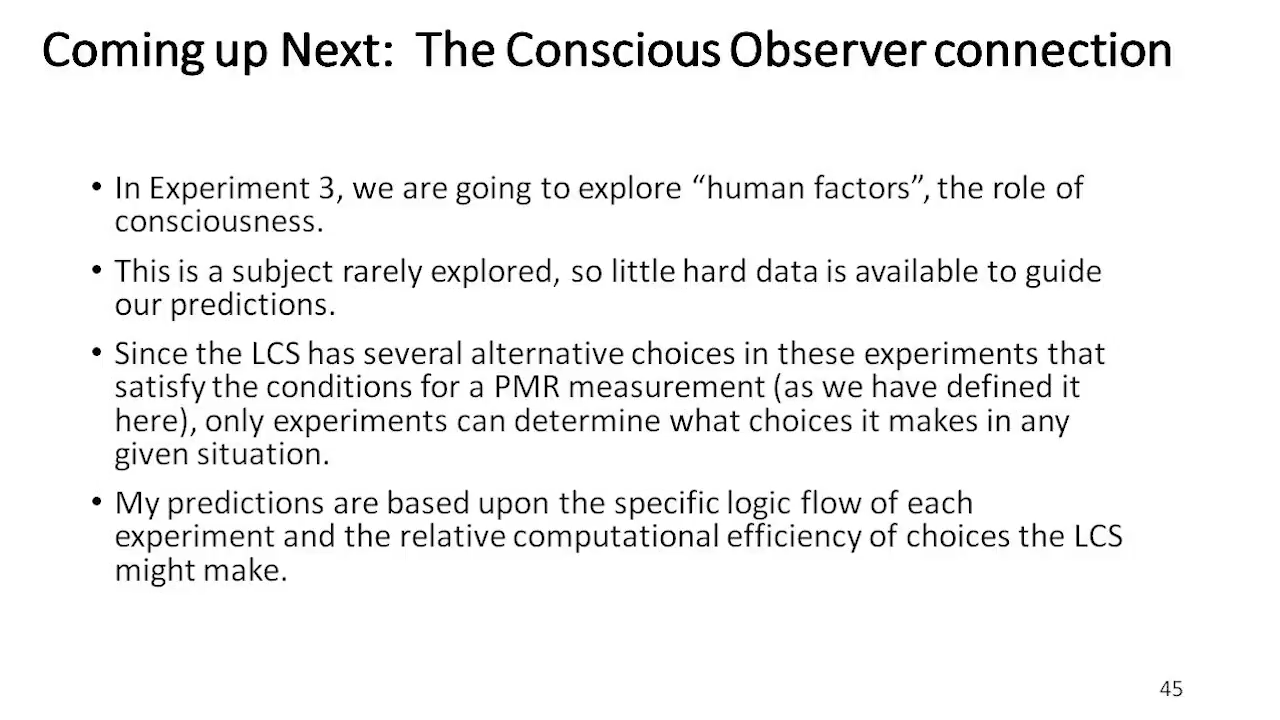 Coming up Next: The Conscious Observer connection
• In Experiment 3, we are going to explore “human factors”, the role of
consciousness.
• This is a subject rarely explored, so little hard data is available to guide
our predictions.
• Since the LCS has several alternative choices in these experiments that
satisfy the conditions for a PMR measurement (as we have defined it
here), only experiments can determine what choices it makes in any
given situation.
• My predictions are based upon the specific logic flow of each
experiment and the relative computational efficiency of choices the LCS
might make.
45